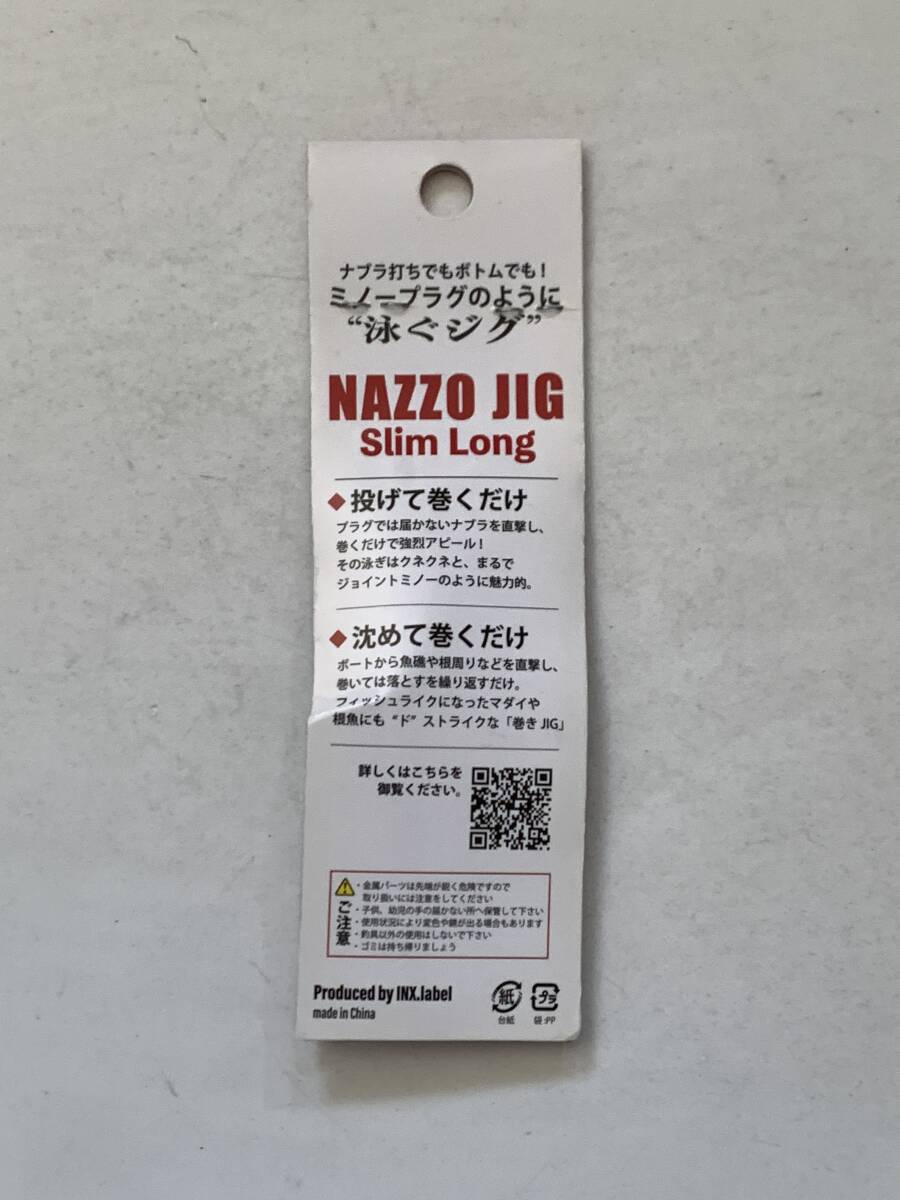 ナブラ打ちでもボトムでも！
ミノープラグのように
“泳ぐジグ”
NAZZO JIG
Slim Long
◆投げて巻くだけ
プラグでは届かないナブラを直撃し、
巻くだけで強烈アピール！
その泳ぎはクネクネと、まるで
ジョイントミノーのように魅力的。
◆沈めて巻くだけ
ボートから魚礁や根周りなどを直撃し、
巻いては落とすを繰り返すだけ。
フィッシュライクになったマダイや
根魚にも“ド”ストライクな「巻きJIG」
詳しくはこちらを
御覧ください。
ご注意
・金属パーツは先端が鋭く危険ですので
取り扱いには注意をしてください
・子供、幼児の手の届かない所へ保管して下さい
・使用状況により変色や錆が出る場合もあります
・釣具以外の使用はしないで下さい
・ゴミは持ち帰りましょう
Produced by INX.label
made in China
紙
台紙
プラ
袋:PP